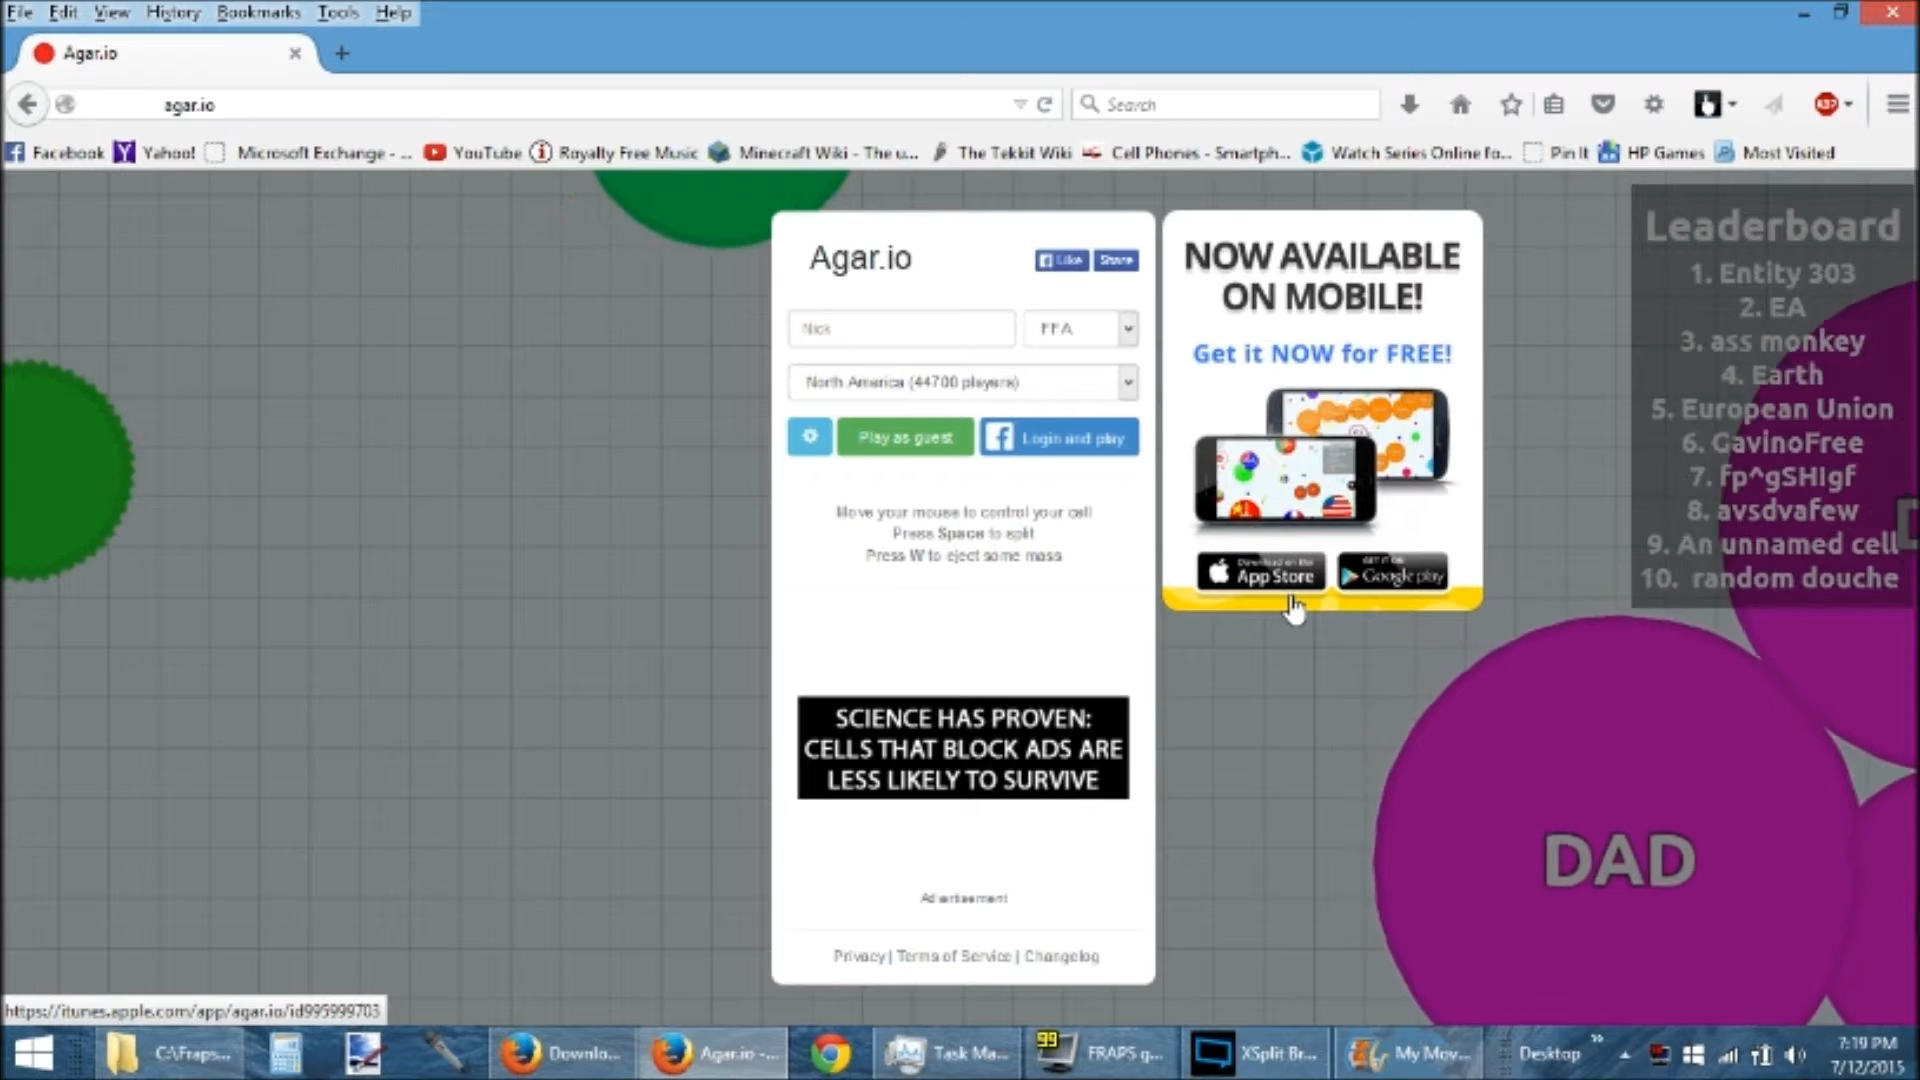 File Edit View History Bookmarks Tools Help
Agar.io
agar.io
Search
Facebook Yahoo! Microsoft Exchange - ... YouTube Royalty Free Music Minecraft Wiki - The u... The Tekkit Wiki Cell Phones - Smartph... Watch Series Online fo... Pin It HP Games Most Visited
Agar.io
Like Share
Nick
FFA
North America (44700 players)
Play as guest
Login and play
Move your mouse to control your cell
Press Space to split
Press W to eject some mass
SCIENCE HAS PROVEN:
CELLS THAT BLOCK ADS ARE
LESS LIKELY TO SURVIVE
Advertisement
Privacy | Terms of Service | Changelog
NOW AVAILABLE
ON MOBILE!
Get it NOW for FREE!
Download on the
App Store
GET IT ON
Google play
Leaderboard
1. Entity 303
2. EA
3. ass monkey
4. Earth
5. European Union
6. GavinoFree
7. fp^gSHIgf
8. avsdvafew
9. An unnamed cell
10. random douche
DAD
https://itunes.apple.com/app/agar.io/id995999703
C:\Fraps... Downlo... Agar.io -... Task Ma... 99 FRAPS g... XSplit Br... My Mov... Desktop
7:19 PM
7/12/2015